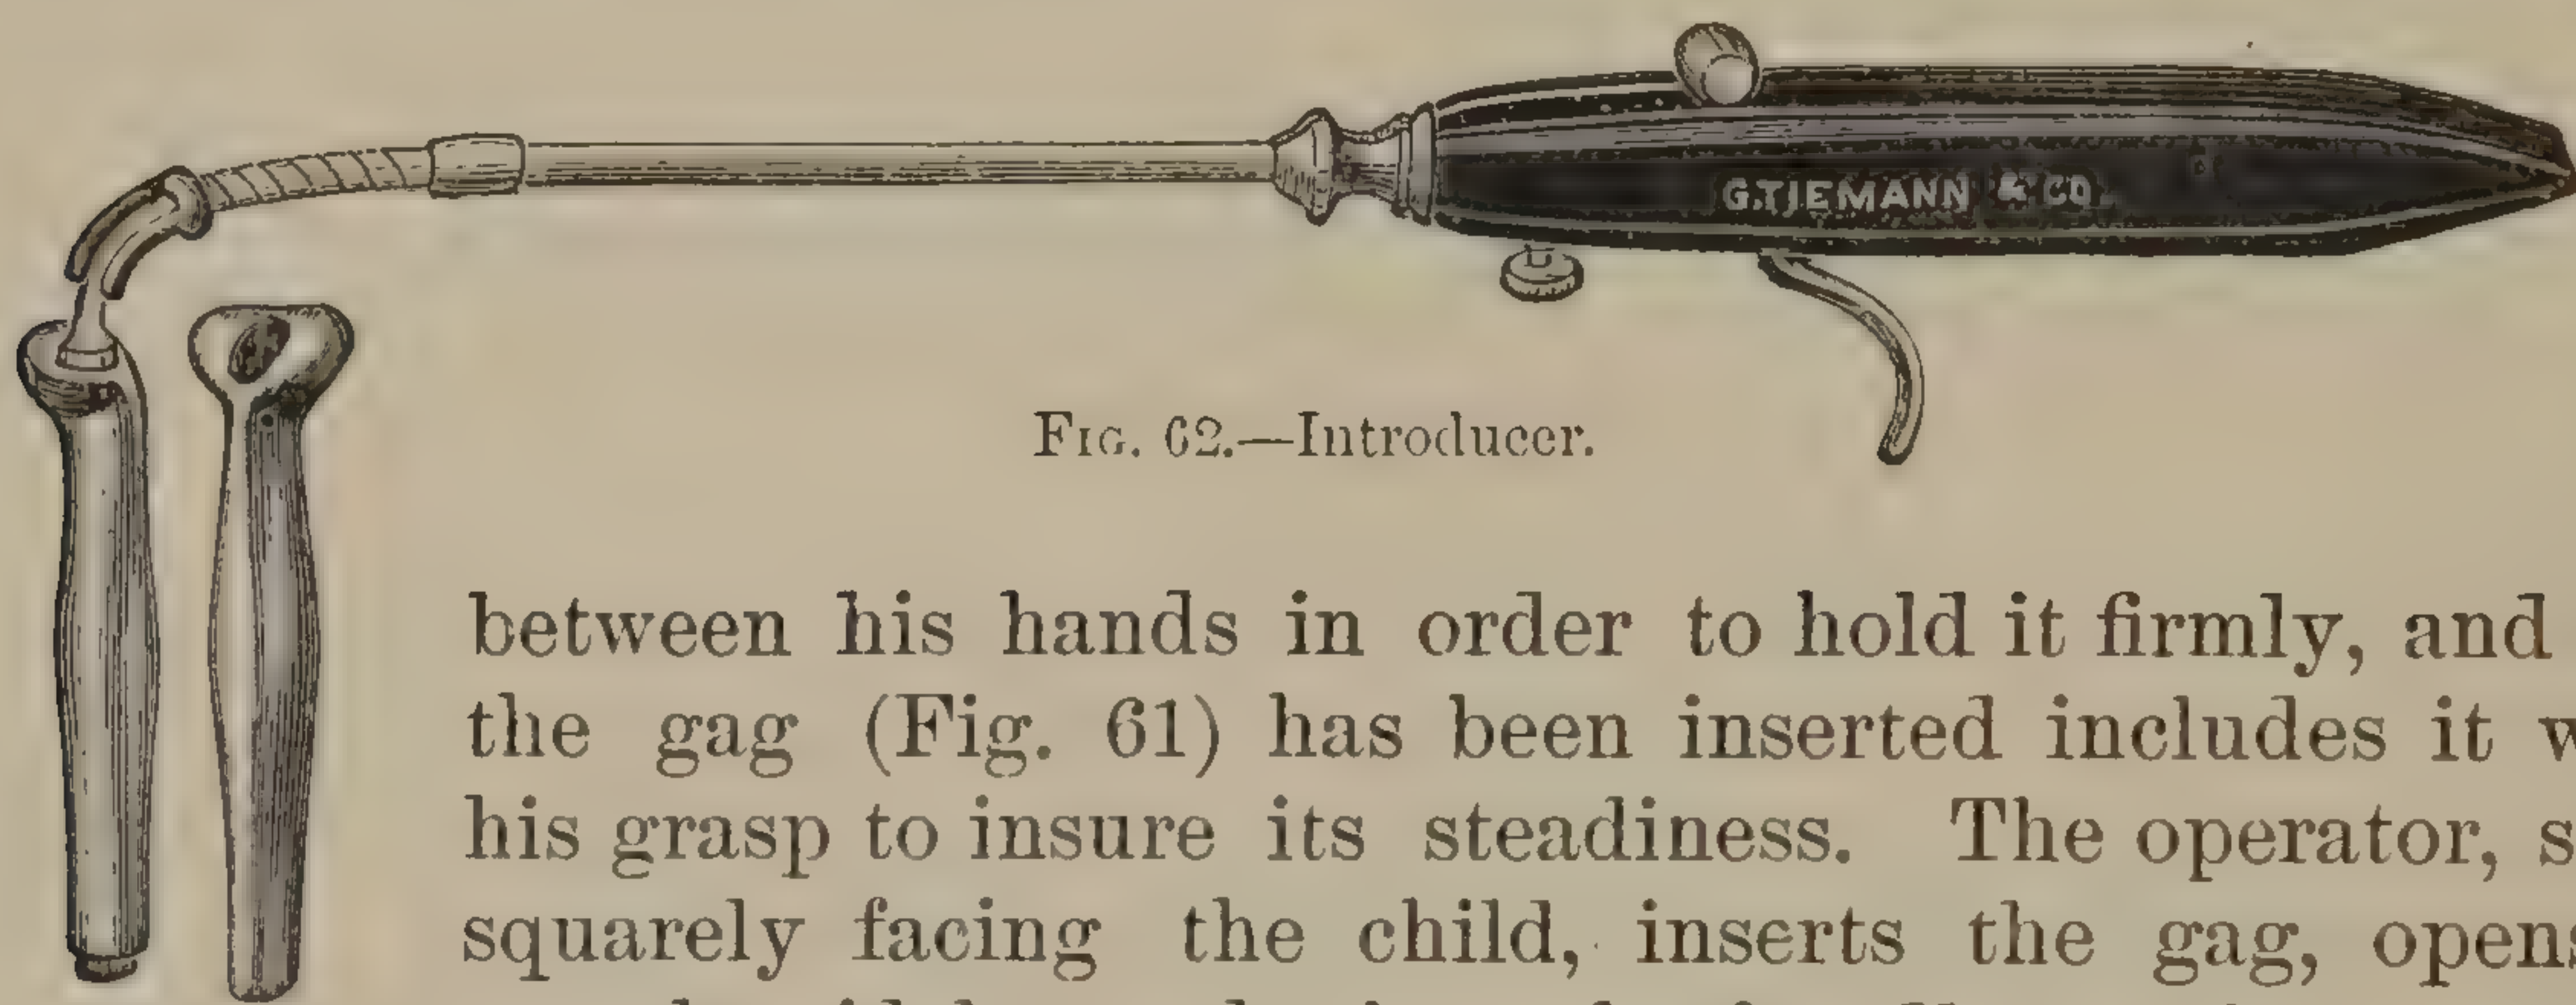 G.TIEMANN & CO.
FIG. 62.—Introducer.
between his hands in order to hold it firmly, and
the gag (Fig. 61) has been inserted includes it
his grasp to insure its steadiness. The operator,
squarely facing the child, inserts the gag, opens